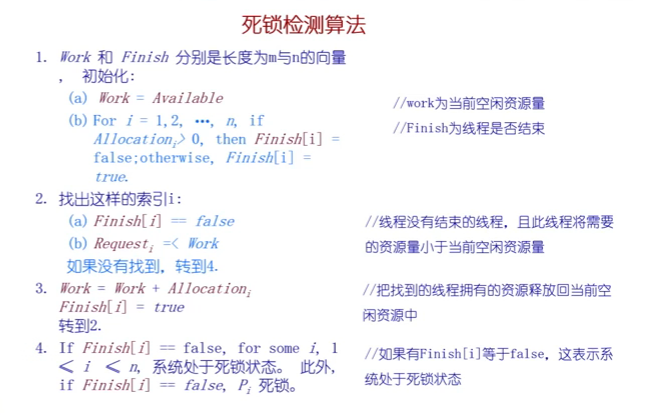 死锁检测算法
1. Work 和 Finish 分别是长度为m与n的向量
， 初始化:
(a) Work = Available
//work为当前空闲资源量
(b) For i = 1,2, •••, n, if
//Finish为线程是否结束
Allocationi> 0, then Finish[i] =
false;otherwise, Finish[i] =
true.
2. 找出这样的索引i:
(a) Finish[i] == false
//线程没有结束的线程，且此线程将需要
(b) Requesti =< Work
的资源量小于当前空闲资源量
如果没有找到，转到4.
3. Work = Work + Allocationi
//把找到的线程拥有的资源释放回当前空
Finish[i] = true
闲资源中
转到2.
4. If Finish[i] == false, for some i, 1
//如果有Finish[i]等于false，这表示系
≤ i ≤ n, 系统处于死锁状态。 此外,
统处于死锁状态
if Finish[i] == false, Pi 死锁。